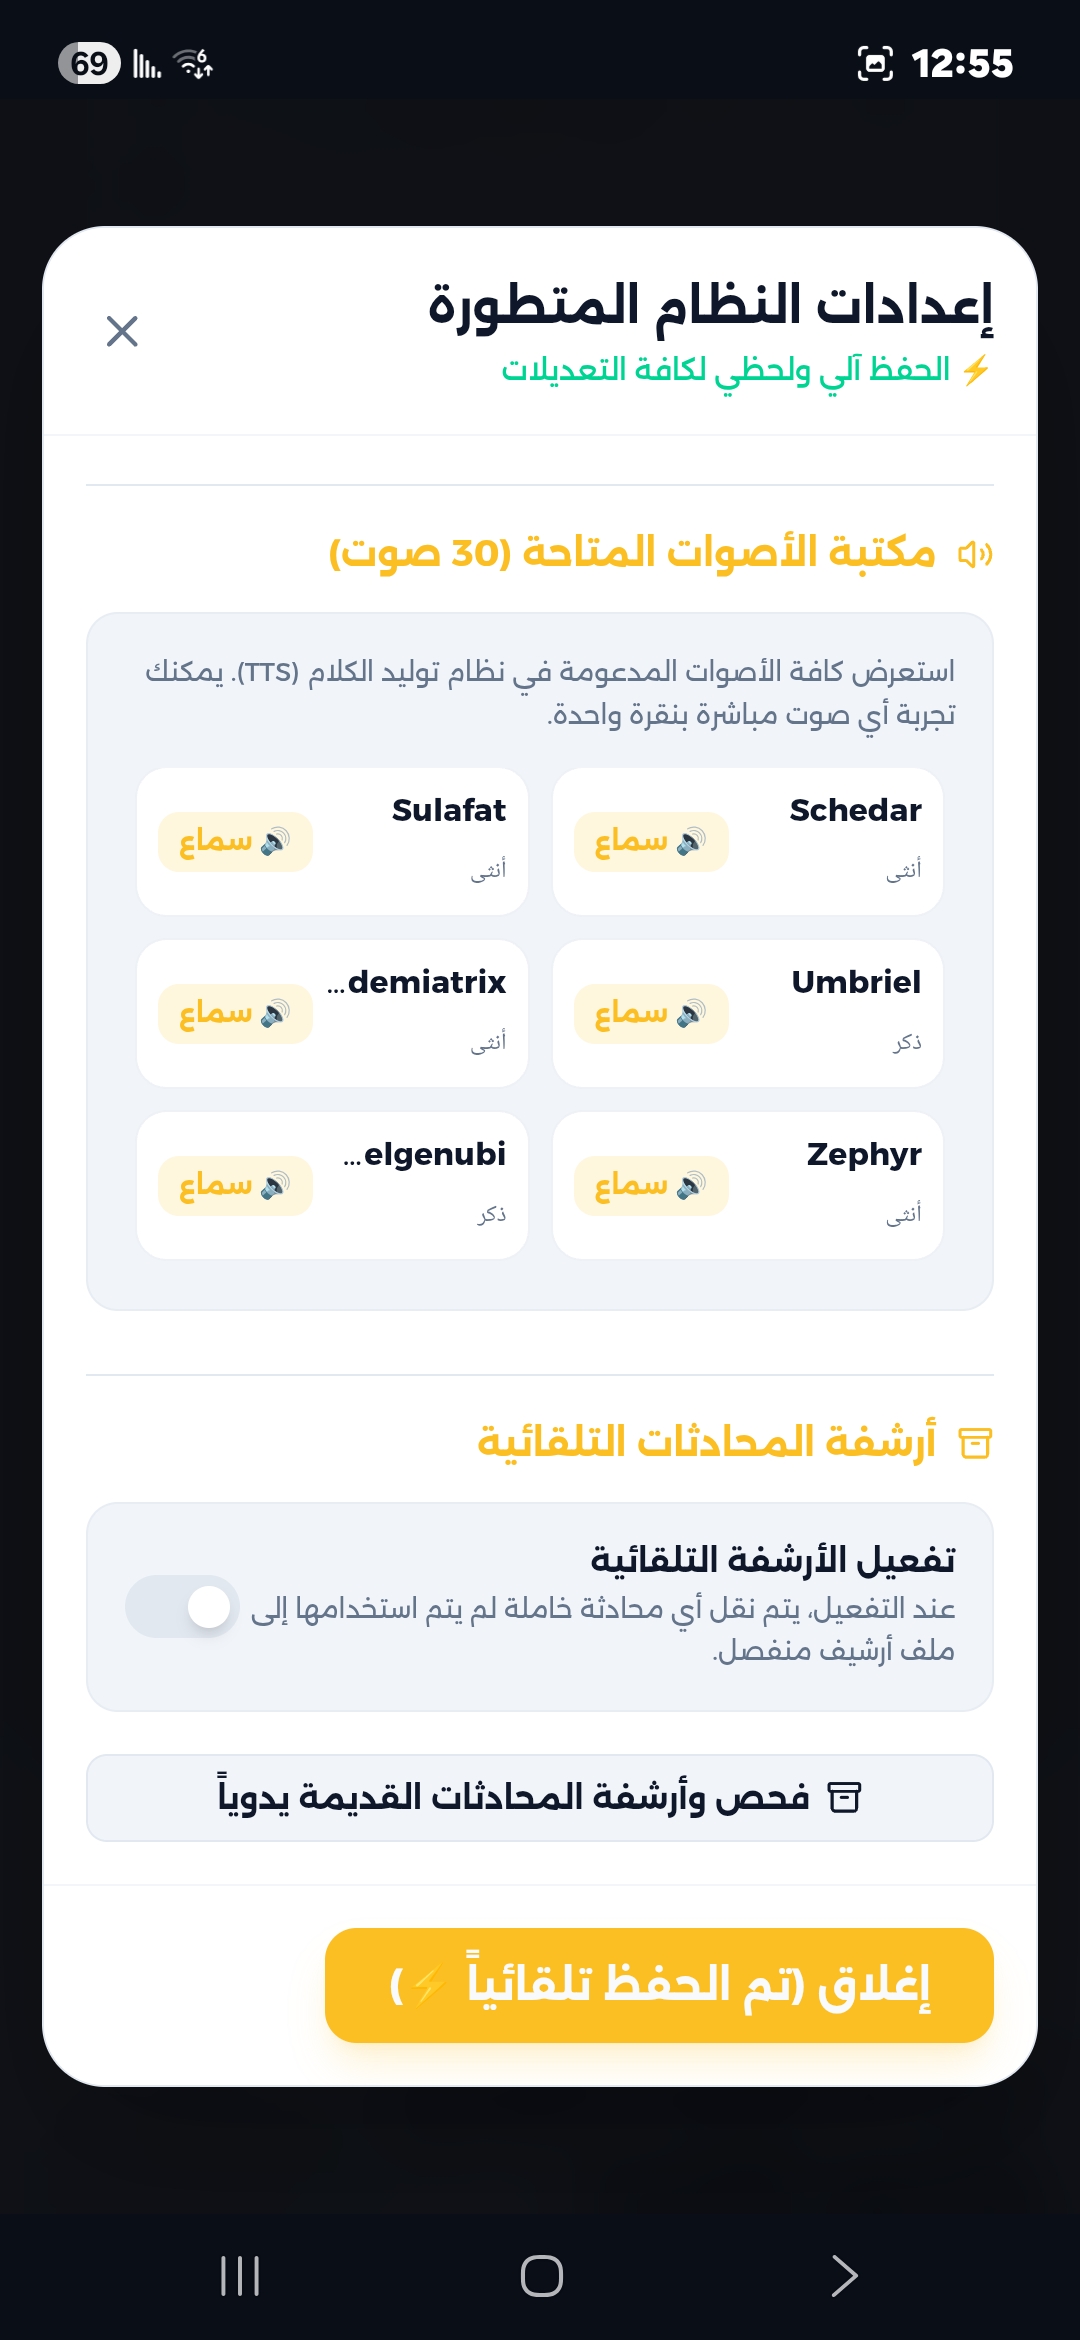 12:55
69
إعدادات النظام المتطورة
⚡ الحفظ آلي ولحظي لكافة التعديلات
مكتبة الأصوات المتاحة (30 صوت)
استعرض كافة الأصوات المدعومة في نظام توليد الكلام (TTS). يمكنك
تجربة أي صوت مباشرة بنقرة واحدة.
Schedar
أنثى
🔊 سماع
Sulafat
أنثى
🔊 سماع
Umbriel
ذكر
🔊 سماع
...demiatrix
أنثى
🔊 سماع
Zephyr
أنثى
🔊 سماع
...elgenubi
ذكر
🔊 سماع
أرشفة المحادثات التلقائية
تفعيل الأرشفة التلقائية
عند التفعيل، يتم نقل أي محادثة خاملة لم يتم استخدامها إلى
ملف أرشيف منفصل.
فحص وأرشفة المحادثات القديمة يدوياً
إغلاق (تم الحفظ تلقائياً ⚡)